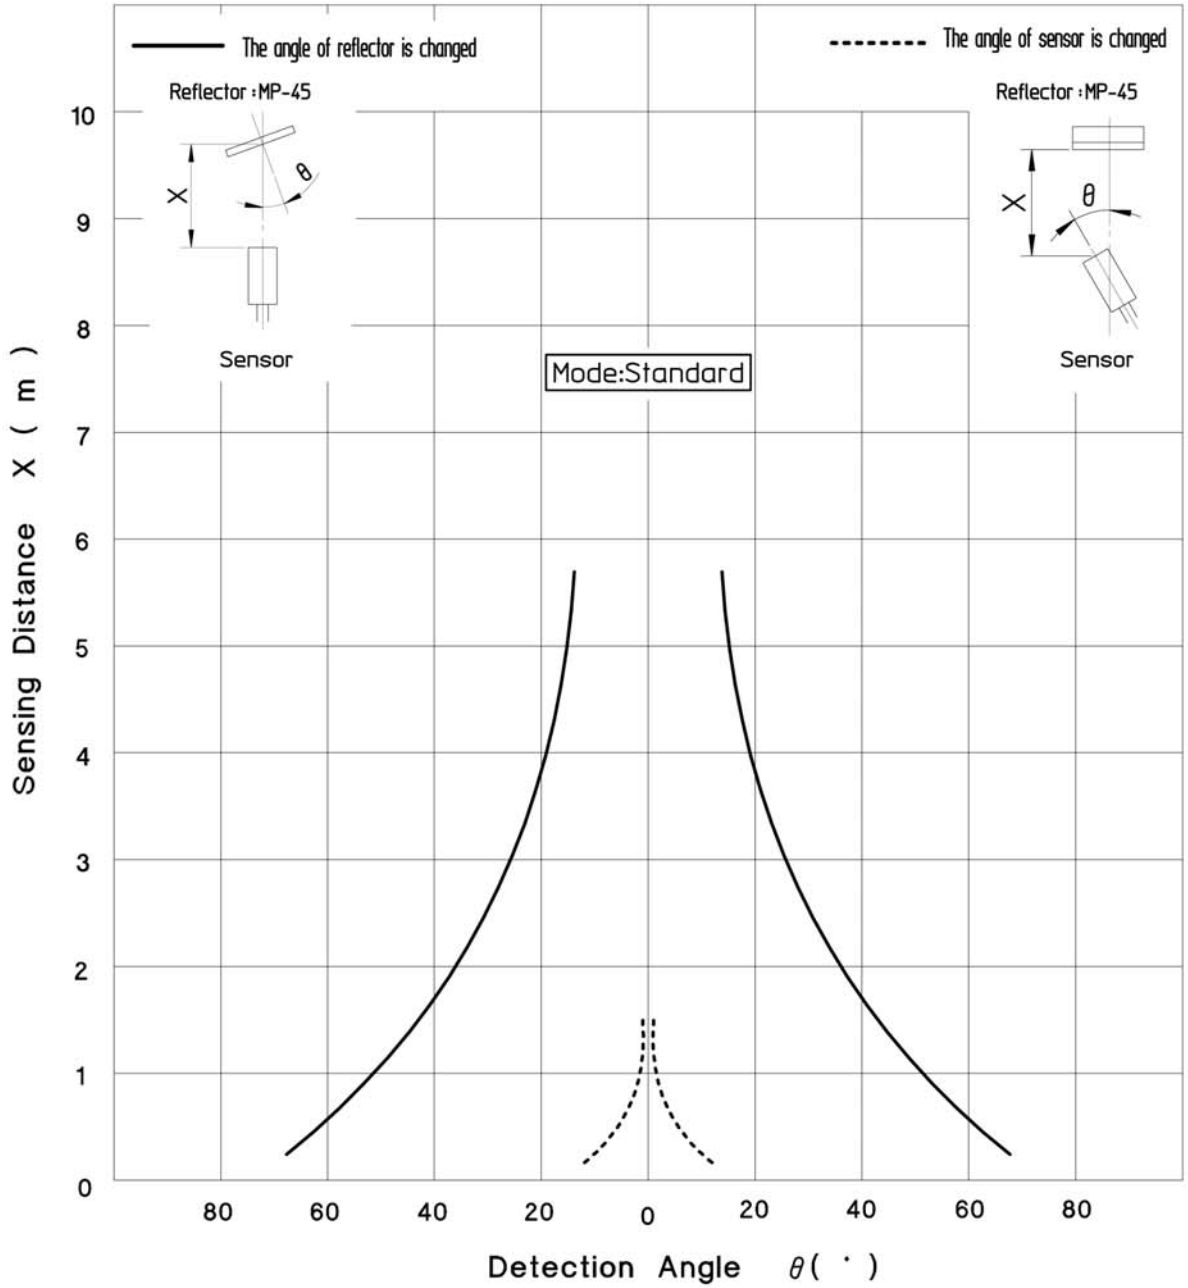 The angle of reflector is changed
The angle of sensor is changed
Reflector:MP-45
Reflector:MP-45
X
θ
X
θ
Sensor
Sensor
Mode:Standard
10
9
8
7
6
5
4
3
2
1
0
Sensing Distance X ( m )
80 60 40 20 0 20 40 60 80
Detection Angle θ( ゜)